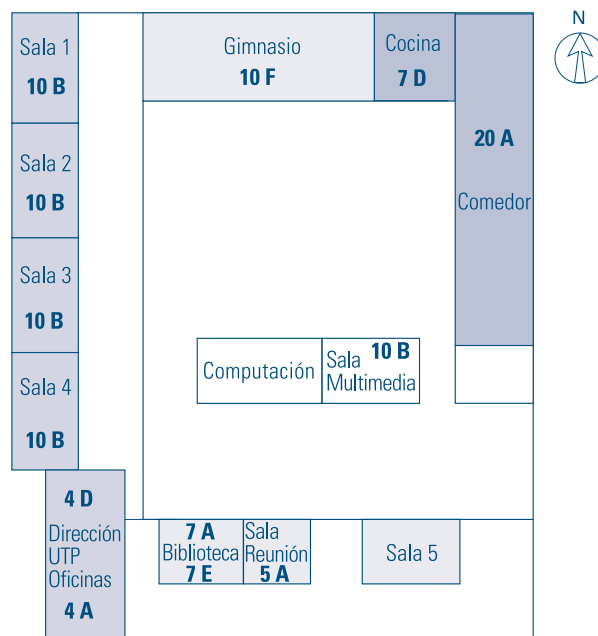 Sala 1
10 B
Gimnasio
10 F
Cocina
7 D
N
20 A
Comedor
Sala 2
10 B
Sala 3
10 B
Computación
Sala 10 B
Multimedia
Sala 4
10 B
4 D
Dirección
UTP
Oficinas
4 A
7 A
Biblioteca
7 E
Sala
Reunión
5 A
Sala 5